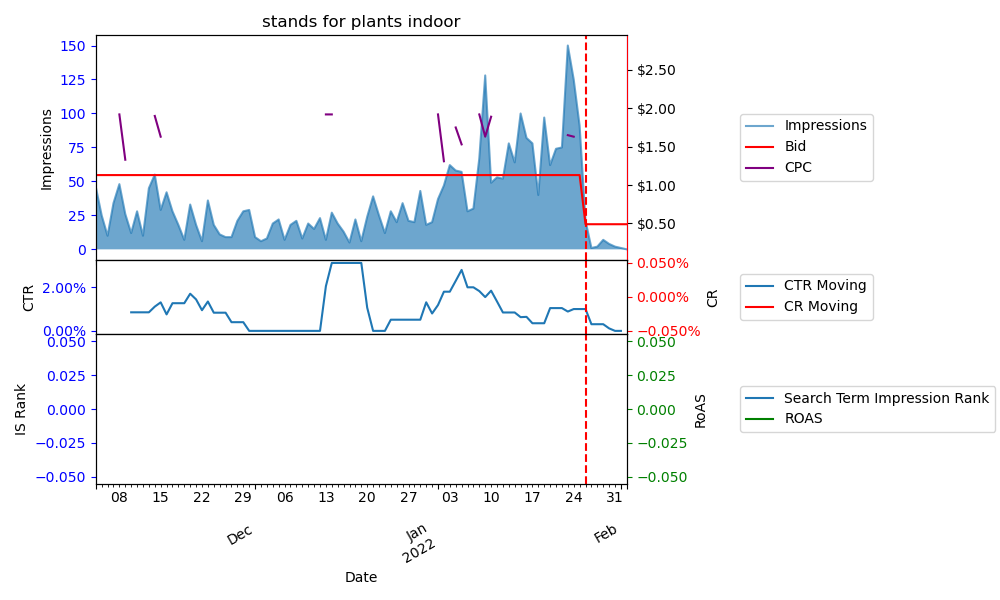 stands for plants indoor
150
125
100
75
50
25
0
Impressions
$2.50
$2.00
$1.50
$1.00
$0.50
Impressions
Bid
CPC
2.00%
0.00%
CTR
0.050%
0.000%
−0.050%
CR
CTR Moving
CR Moving
0.050
0.025
0.000
−0.025
−0.050
IS Rank
0.050
0.025
0.000
−0.025
−0.050
RoAS
Search Term Impression Rank
ROAS
08 15 22 29 06 13 20 27 03 10 17 24 31
Dec
Jan
2022
Feb
Date